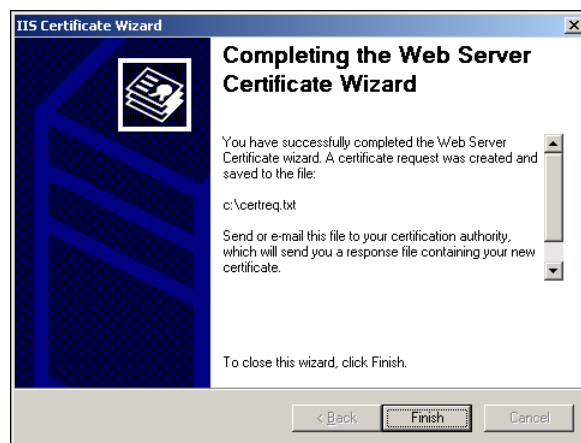 IIS Certificate Wizard
Completing the Web Server
Certificate Wizard
You have successfully completed the Web Server
Certificate wizard. A certificate request was created and
saved to the file:
c:\certreq.txt
Send or e-mail this file to your certification authority,
which will send you a response file containing your new
certificate.
To close this wizard, click Finish.
< Back Finish Cancel